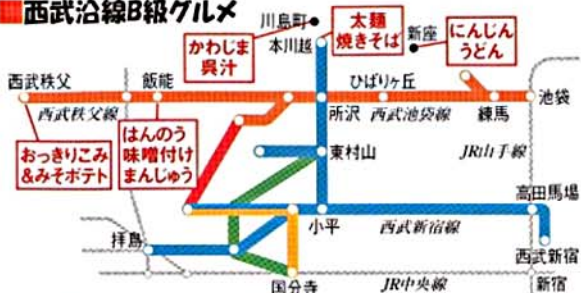 西武沿線B級グルメ
川島町
かわじま
呉汁
本川越
太麺
焼きそば
新座
にんじん
うどん
西武秩父
飯能
ひばりヶ丘
西武秩父線
所沢
西武池袋線
練馬
池袋
おっきりこみ
&みそポテト
はんのう
味噌付け
まんじゅう
東村山
JR山手線
高田馬場
小平
西武新宿線
拝島
西武新宿
国分寺
JR中央線
新宿